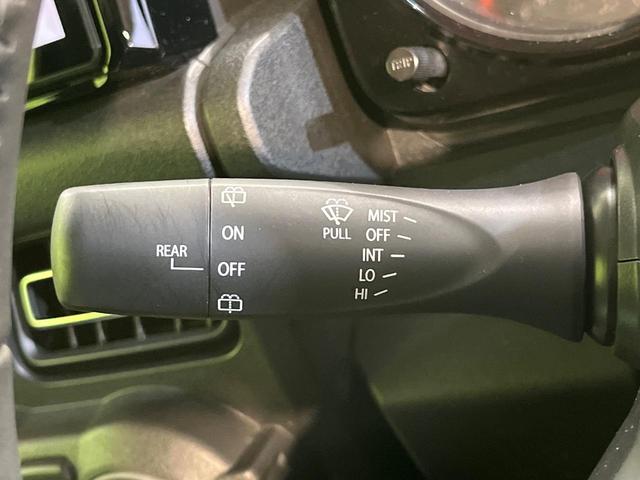 REAR
ON
OFF
PULL
MIST
OFF
INT
LO
HI